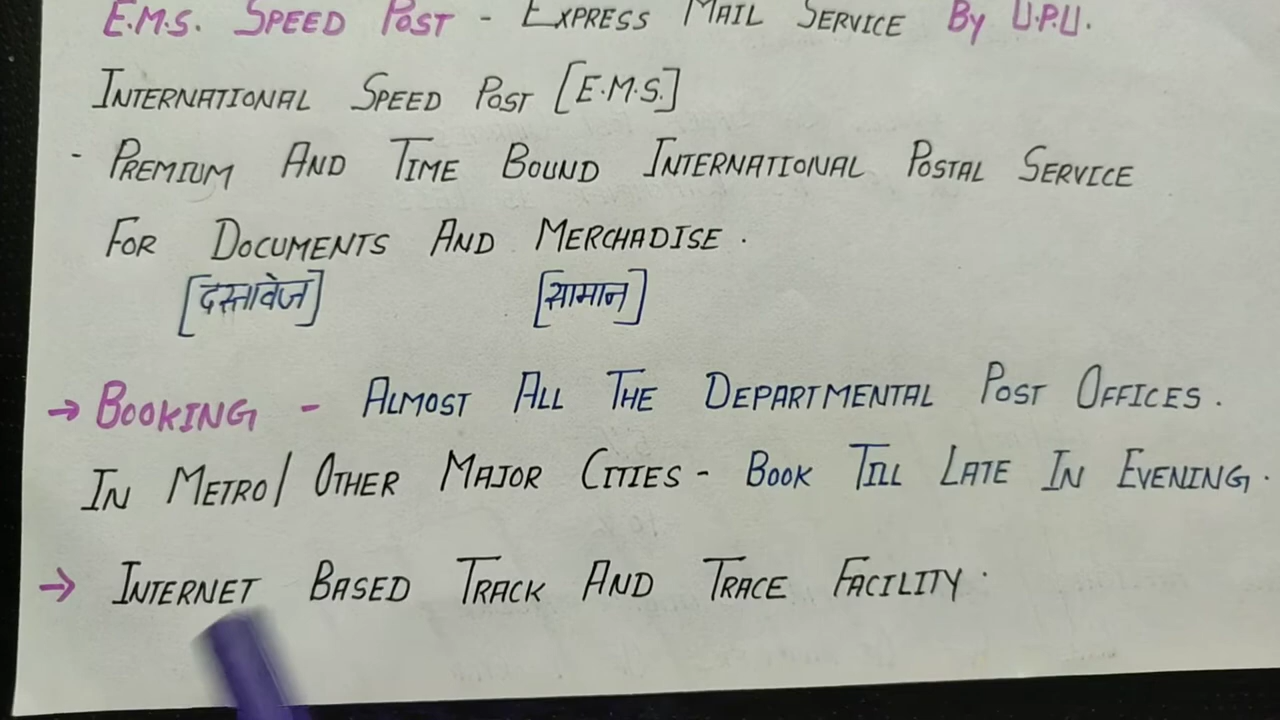 E.M.S. SPEED POST - EXPRESS MAIL SERVICE By U.P.U.
INTERNATIONAL SPEED POST [E.M.S.]
- PREMIUM AND TIME BOUND INTERNATIONAL POSTAL SERVICE
FOR DOCUMENTS AND MERCHADISE.
[दस्तावेज] [सामान]
→ BOOKING - ALMOST ALL THE DEPARTMENTAL POST OFFICES.
IN METRO/ OTHER MAJOR CITIES - BOOK TILL LATE IN EVENING.
→ INTERNET BASED TRACK AND TRACE FACILITY.